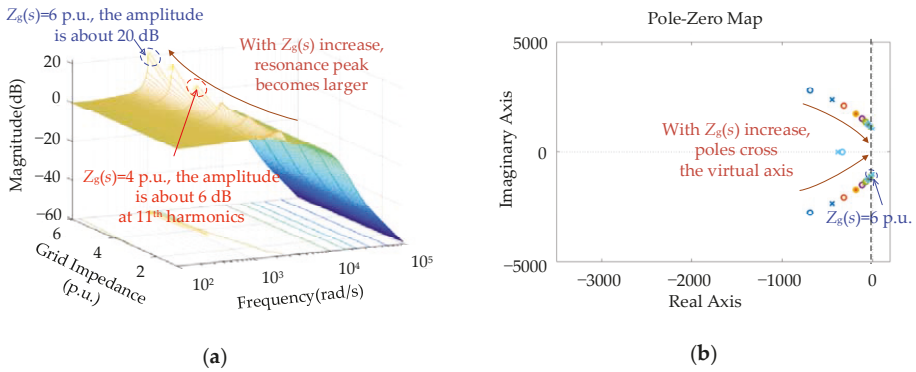 Zg(s)=6 p.u., the amplitude
is about 20 dB
With Zg(s) increase,
resonance peak
becomes larger
20
0
−20
−40
−60
Magnitude(dB)
Zg(s)=4 p.u., the amplitude
is about 6 dB
at 11th harmonics
6
4
2
Grid Impedance
(p.u.)
10²
10³
10⁴
10⁵
Frequency(rad/s)
(a)
Pole-Zero Map
5000
0
−5000
Imaginary Axis
With Zg(s) increase,
poles cross
the virtual axis
Zg(s)=6 p.u.
−3000
−2000
−1000
0
Real Axis
(b)